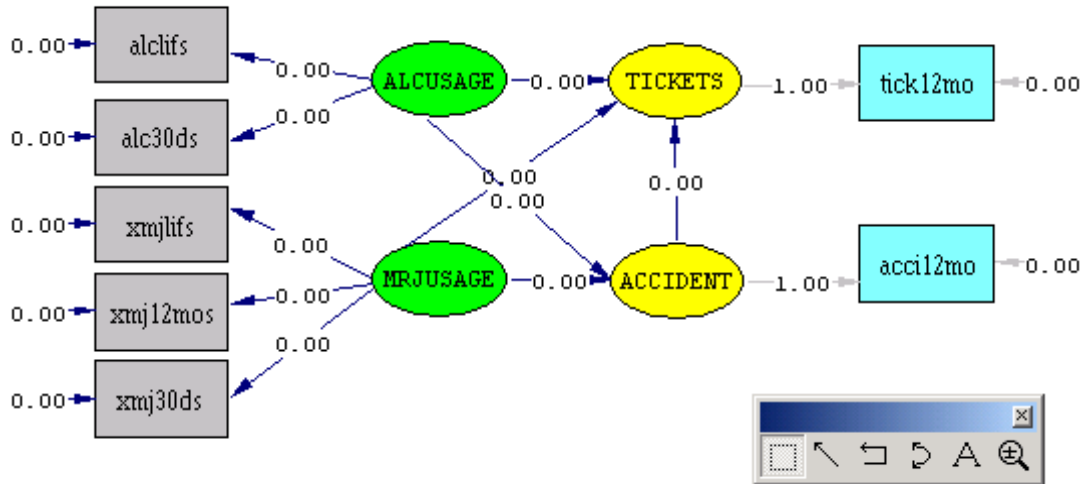 0.00 alclifs
0.00 alc30ds
0.00 xmjlifs
0.00 xmj12mos
0.00 xmj30ds
0.00
0.00
0.00
0.00
0.00
ALCUSAGE 0.00 TICKETS 1.00 tick12mo 0.00
0.00
0.00
0.00
MRJUSAGE 0.00 ACCIDENT 1.00 acci12mo 0.00
A